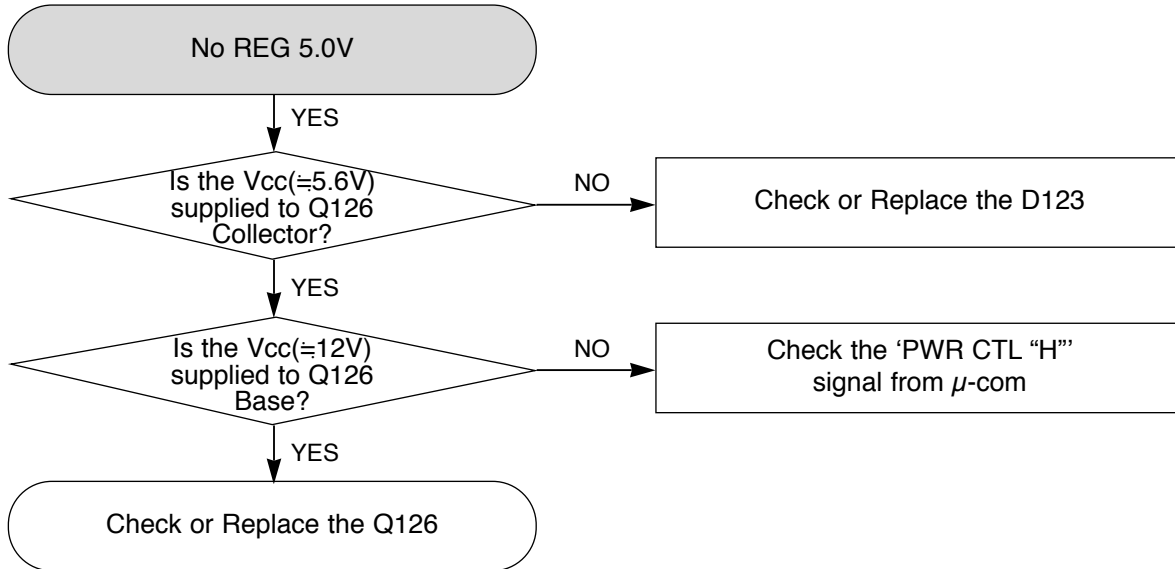 No REG 5.0V
YES
Is the Vcc(≒5.6V)
supplied to Q126
Collector?
NO
Check or Replace the D123
YES
Is the Vcc(≒12V)
supplied to Q126
Base?
NO
Check the ‘PWR CTL “H”’
signal from µ-com
YES
Check or Replace the Q126